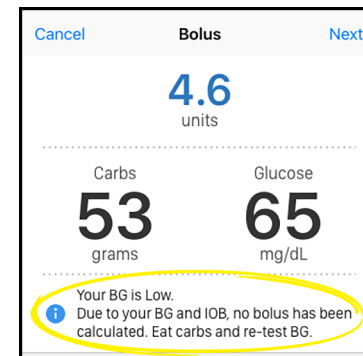 Cancel Bolus Next
4.6
units
Carbs Glucose
53 65
grams mg/dL
Your BG is Low.
Due to your BG and IOB, no bolus has been
calculated. Eat carbs and re-test BG.